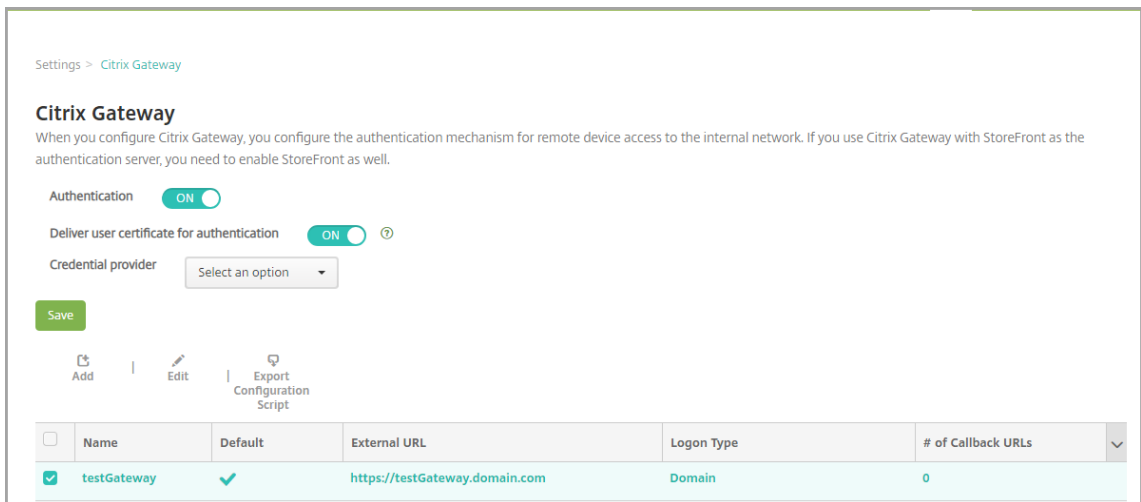 Settings > Citrix Gateway
Citrix Gateway
When you configure Citrix Gateway, you configure the authentication mechanism for remote device access to the internal network. If you use Citrix Gateway with StoreFront as the
authentication server, you need to enable StoreFront as well.
Authentication ON
Deliver user certificate for authentication ON ?
Credential provider Select an option
Save
Add | Edit | Export
Configuration
Script
Name Default External URL Logon Type # of Callback URLs
testGateway https://testGateway.domain.com Domain 0